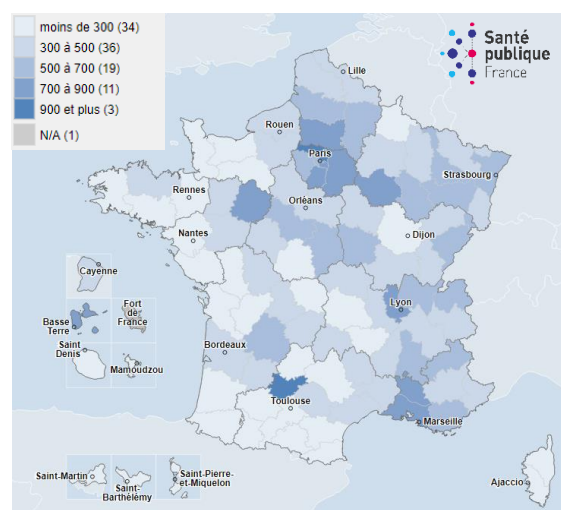 moins de 300 (34)
300 à 500 (36)
500 à 700 (19)
700 à 900 (11)
900 et plus (3)
N/A (1)
Santé
publique
France
Lille
Rouen
Paris
Strasbourg
Rennes
Orléans
Nantes
Dijon
Cayenne
Lyon
Basse
Terre
Fort
de
France
Saint
Denis
Mamoudzou
Bordeaux
Toulouse
Marseille
Saint-Martin
Saint-
Barthélémy
Saint-Pierre-
et-Miquelon
Ajaccio